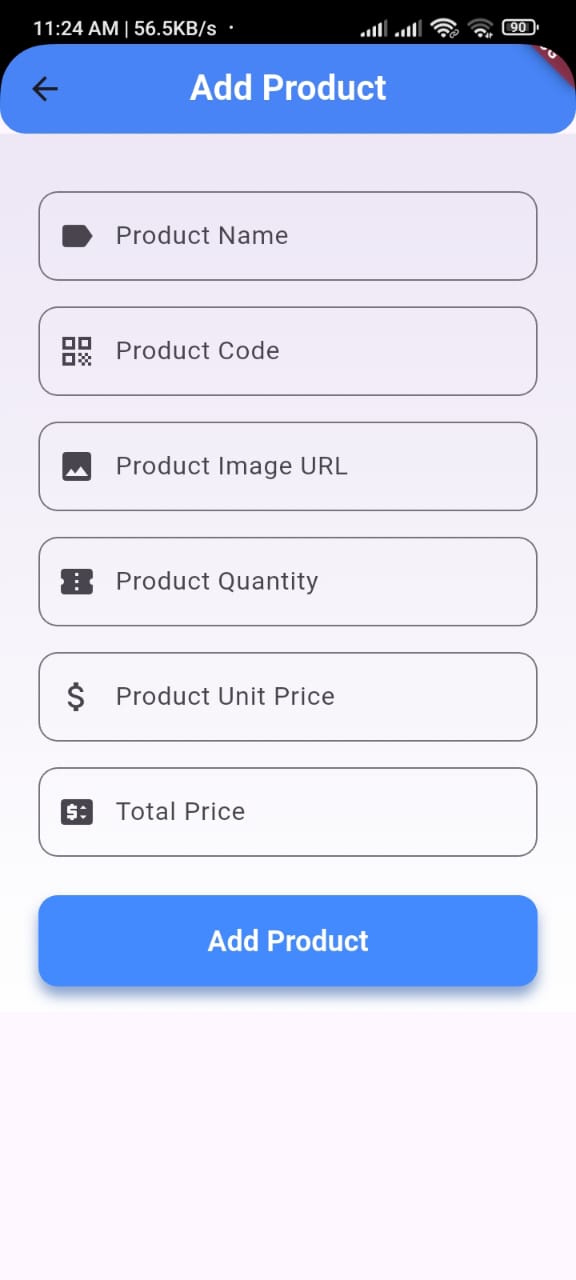 11:24 AM | 56.5KB/s ·
90
Add Product
Product Name
Product Code
Product Image URL
Product Quantity
Product Unit Price
Total Price
Add Product